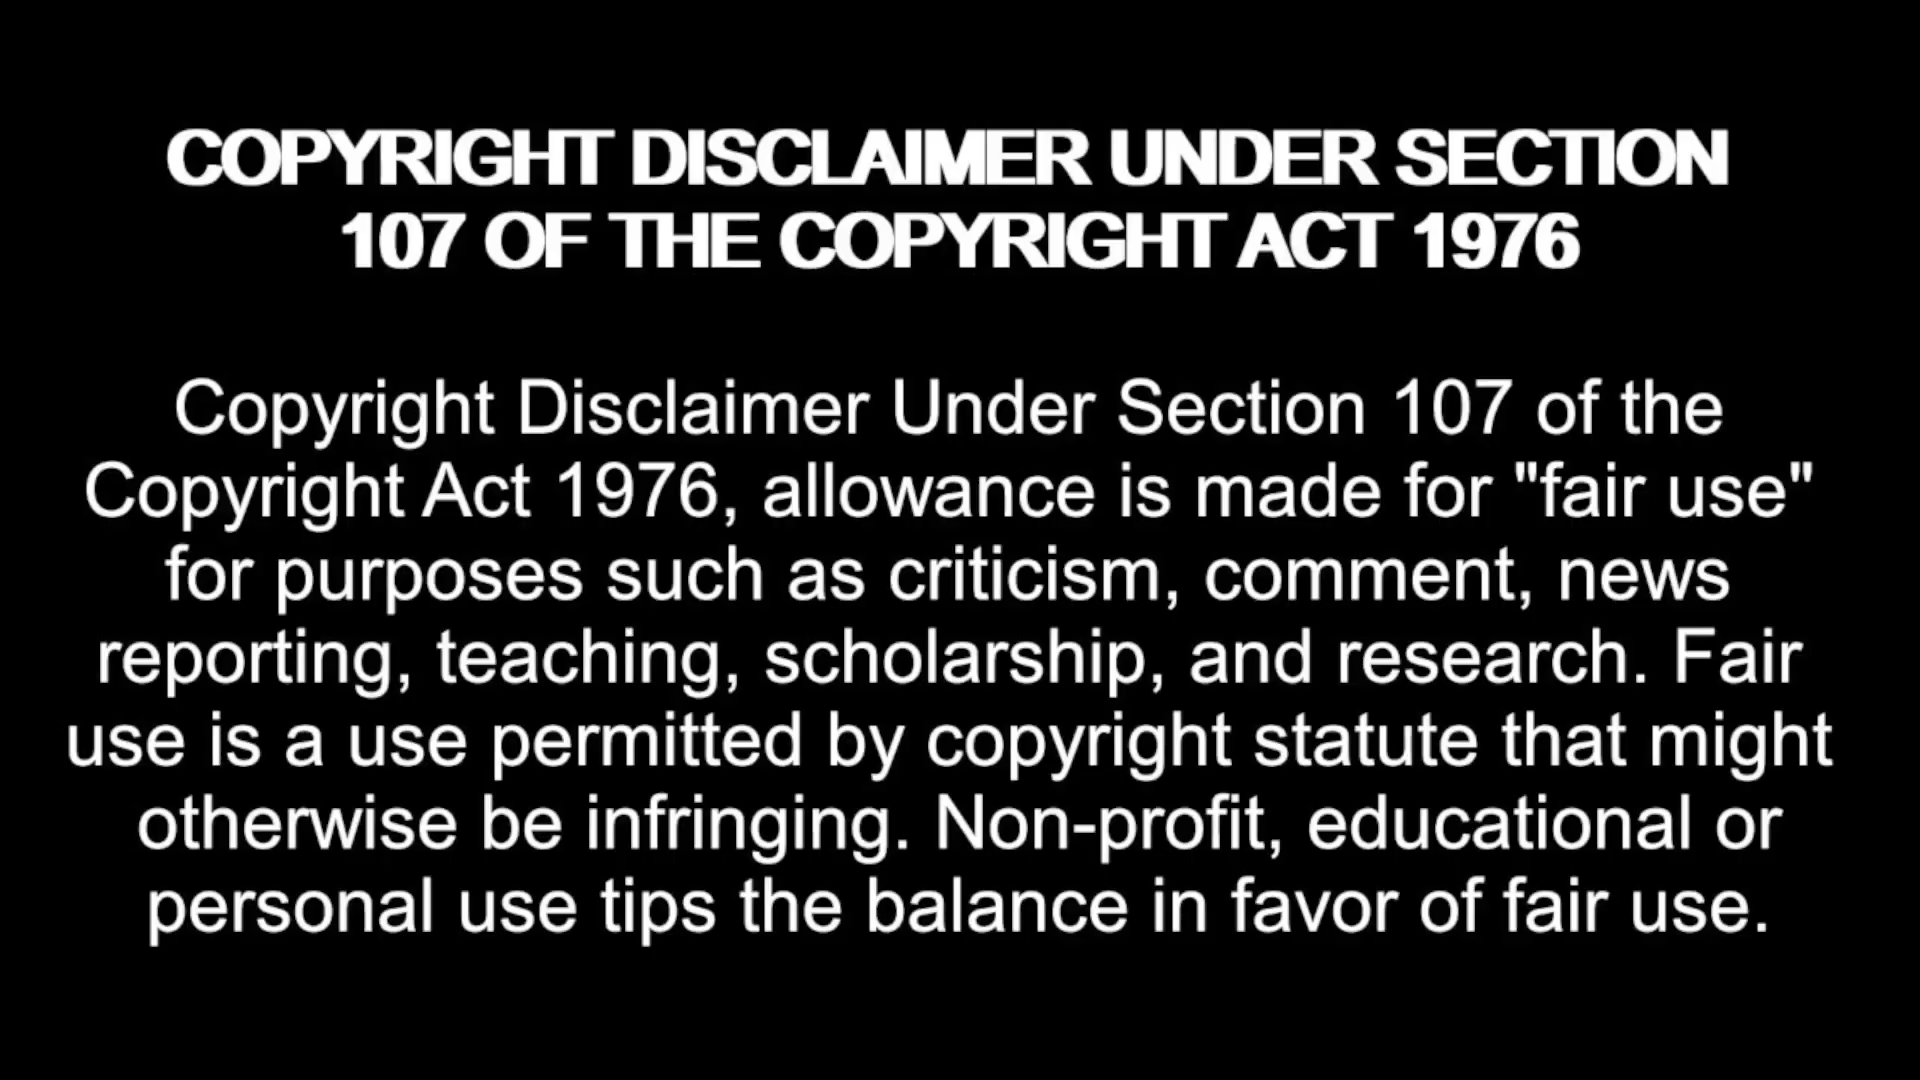 COPYRIGHT DISCLAIMER UNDER SECTION
107 OF THE COPYRIGHT ACT 1976
Copyright Disclaimer Under Section 107 of the
Copyright Act 1976, allowance is made for "fair use"
for purposes such as criticism, comment, news
reporting, teaching, scholarship, and research. Fair
use is a use permitted by copyright statute that might
otherwise be infringing. Non-profit, educational or
personal use tips the balance in favor of fair use.